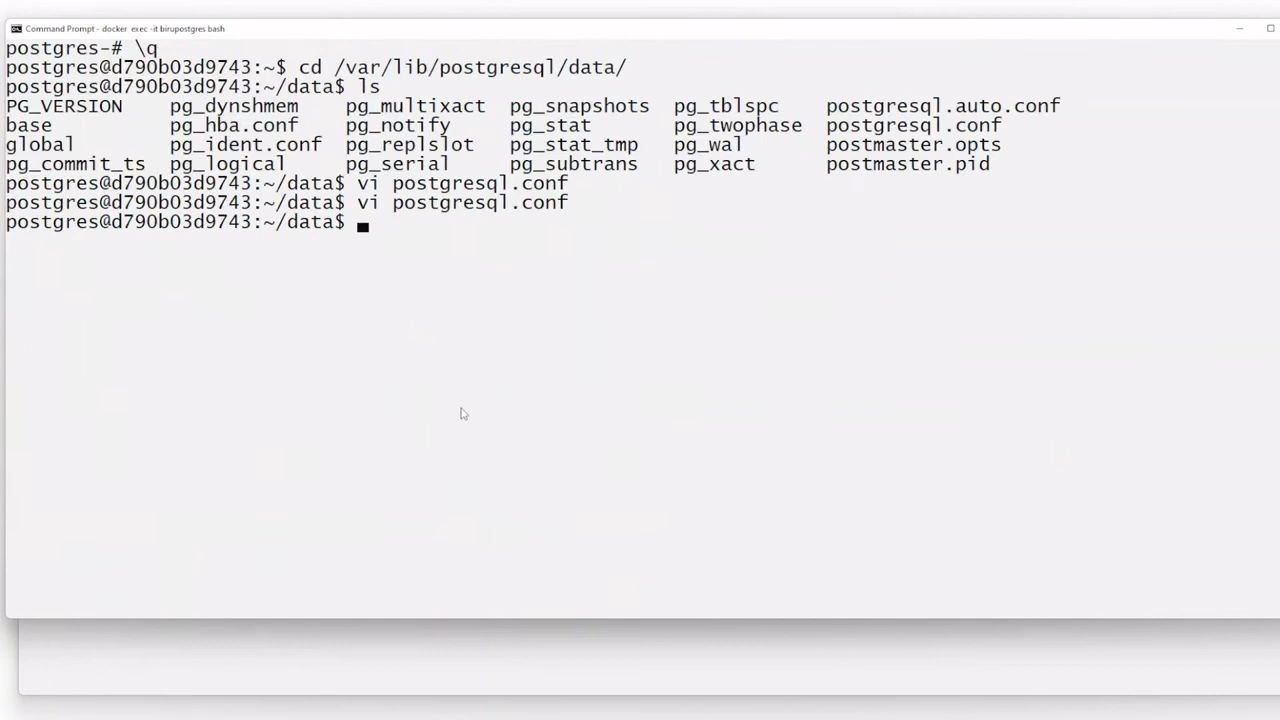 Command Prompt - docker exec -it birupostgres bash
postgres-# \q
postgres@d790b03d9743:~$ cd /var/lib/postgresql/data/
postgres@d790b03d9743:~/data$ ls
PG_VERSION pg_dynshmem pg_multixact pg_snapshots pg_tblspc postgresql.auto.conf
base pg_hba.conf pg_notify pg_stat pg_twophase postgresql.conf
global pg_ident.conf pg_replslot pg_stat_tmp pg_wal postmaster.opts
pg_commit_ts pg_logical pg_serial pg_subtrans pg_xact postmaster.pid
postgres@d790b03d9743:~/data$ vi postgresql.conf
postgres@d790b03d9743:~/data$ vi postgresql.conf
postgres@d790b03d9743:~/data$